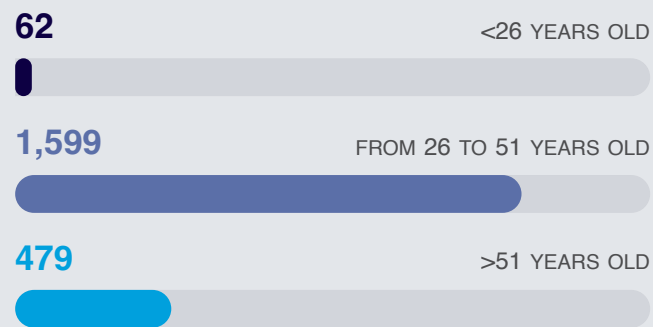 62 <26 YEARS OLD
1,599 FROM 26 TO 51 YEARS OLD
479 >51 YEARS OLD